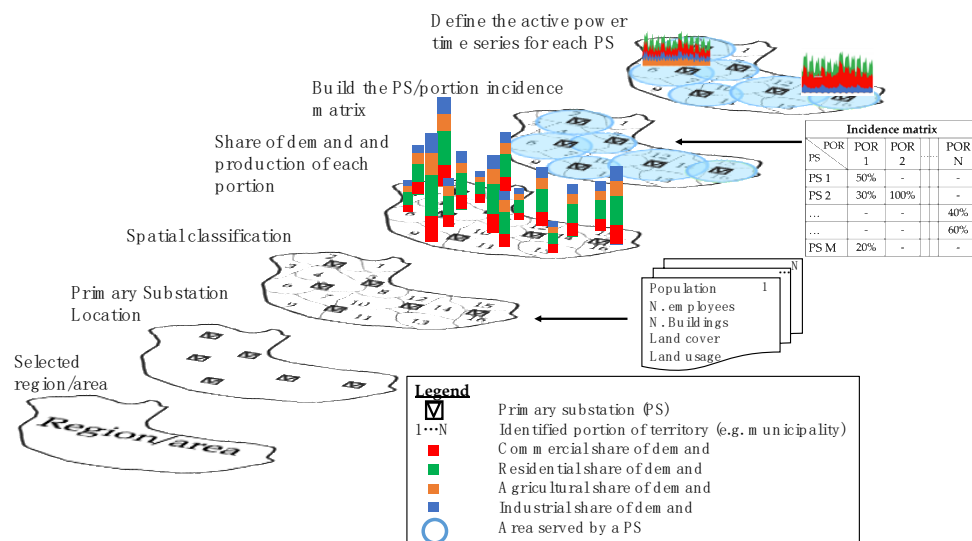 Define the active power
time series for each PS
Build the PS/portion incidence
matrix
Share of demand and
production of each
portion
Spatial classification
Primary Substation
Location
Selected
region/area
Region/area
Incidence matrix
POR
PS
POR 1
POR 2
......
POR N
PS 1 50% - -
PS 2 30% 100% -
... - - 40%
... - - 60%
PS M 20% - -
1 ... N
Population
N. employees
N. Buildings
Land cover
Land usage
Legend
Primary substation (PS)
1...N Identified portion of territory (e.g. municipality)
Commercial share of demand
Residential share of demand
Agricultural share of demand
Industrial share of demand
Area served by a PS